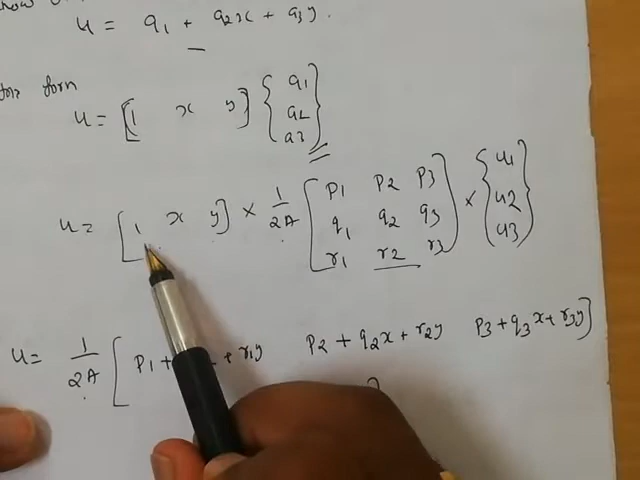 u = a1 + a2x + a3y.
form
u = [1 x y] { a1 a2 a3 }
u = [1 x y] × 1/2A [ p1 p2 p3
q1 q2 q3
r1 r2 r3 ] × { u1 u2 u3 }
u = 1/2A [ p1 + + r1y p2 + q2x + r2y p3 + q3x + r3y ]